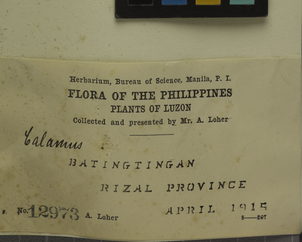 Herbarium, Bureau of Science, Manila, P. I.
FLORA OF THE PHILIPPINES
PLANTS OF LUZON
Collected and presented by Mr. A. Loher
Calamus
BATINGTINGAN
RIZAL PROVINCE
No. 12973 A. Loher
APRIL 1915